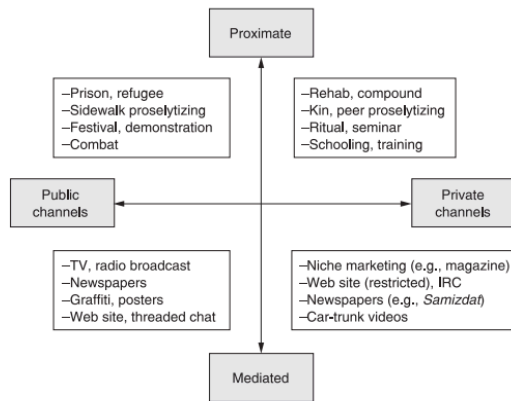 Proximate
–Prison, refugee
–Sidewalk proselytizing
–Festival, demonstration
–Combat
–Rehab, compound
–Kin, peer proselytizing
–Ritual, seminar
–Schooling, training
Public
channels
Private
channels
–TV, radio broadcast
–Newspapers
–Graffiti, posters
–Web site, threaded chat
–Niche marketing (e.g., magazine)
–Web site (restricted), IRC
–Newspapers (e.g., Samizdat)
–Car-trunk videos
Mediated